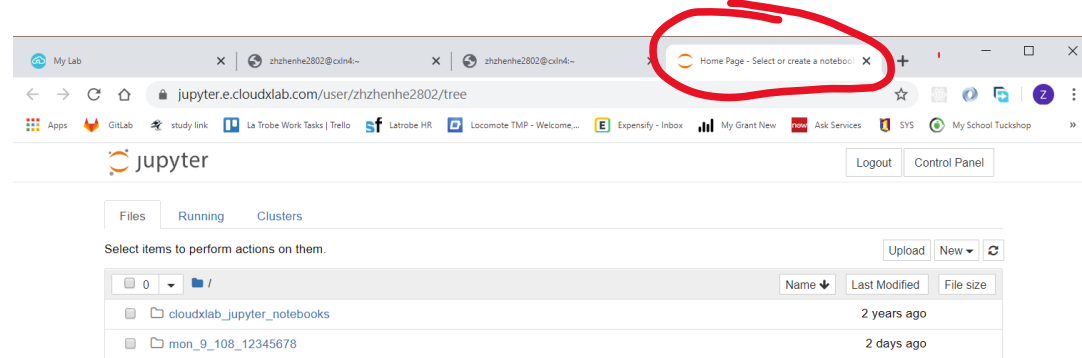 My Lab zhzhenhe2802@cxln4:~ zhzhenhe2802@cxln4:~ Home Page - Select or create a noteboo
jupyter.e.cloudxlab.com/user/zhzhenhe2802/tree Z
Apps GitLab study link La Trobe Work Tasks | Trello Latrobe HR Locomote TMP - Welcome,... Expensify - Inbox My Grant New now Ask Services SYS My School Tuckshop »
jupyter Logout Control Panel
Files Running Clusters
Select items to perform actions on them. Upload New
0 / Name Last Modified File size
cloudxlab_jupyter_notebooks 2 years ago
mon_9_108_12345678 2 days ago